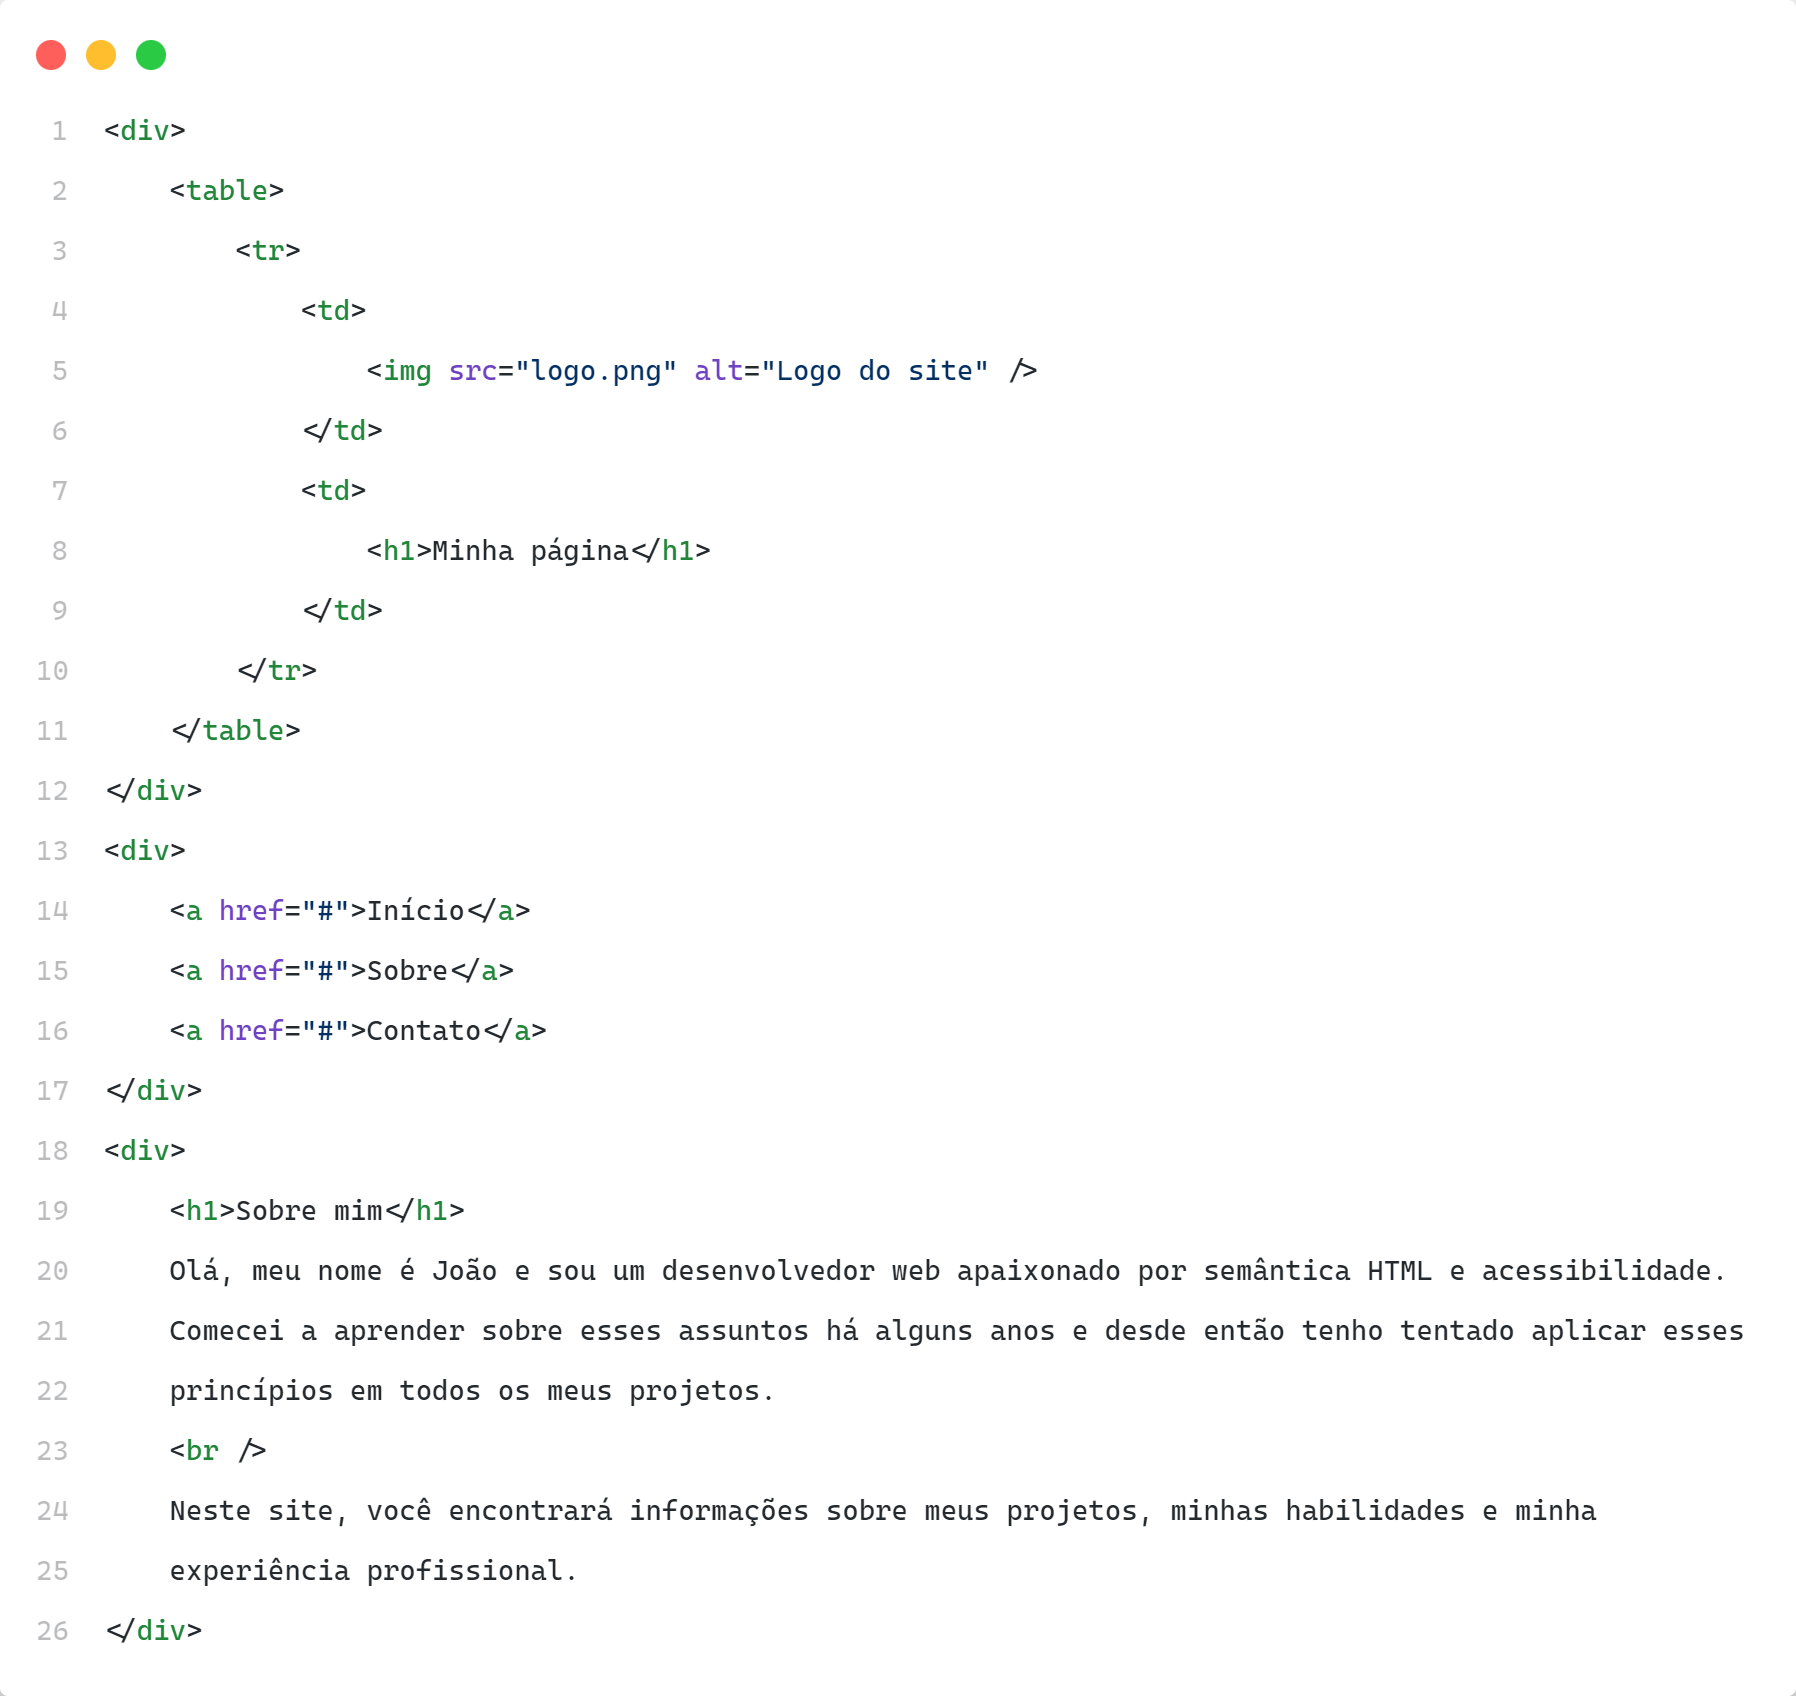 1 <div>
2     <table>
3         <tr>
4             <td>
5                 <img src="logo.png" alt="Logo do site" />
6             </td>
7             <td>
8                 <h1>Minha página</h1>
9             </td>
10         </tr>
11     </table>
12 </div>
13 <div>
14     <a href="#">Início</a>
15     <a href="#">Sobre</a>
16     <a href="#">Contato</a>
17 </div>
18 <div>
19     <h1>Sobre mim</h1>
20     Olá, meu nome é João e sou um desenvolvedor web apaixonado por semântica HTML e acessibilidade.
21     Comecei a aprender sobre esses assuntos há alguns anos e desde então tenho tentado aplicar esses
22     princípios em todos os meus projetos.
23     <br />
24     Neste site, você encontrará informações sobre meus projetos, minhas habilidades e minha
25     experiência profissional.
26 </div>